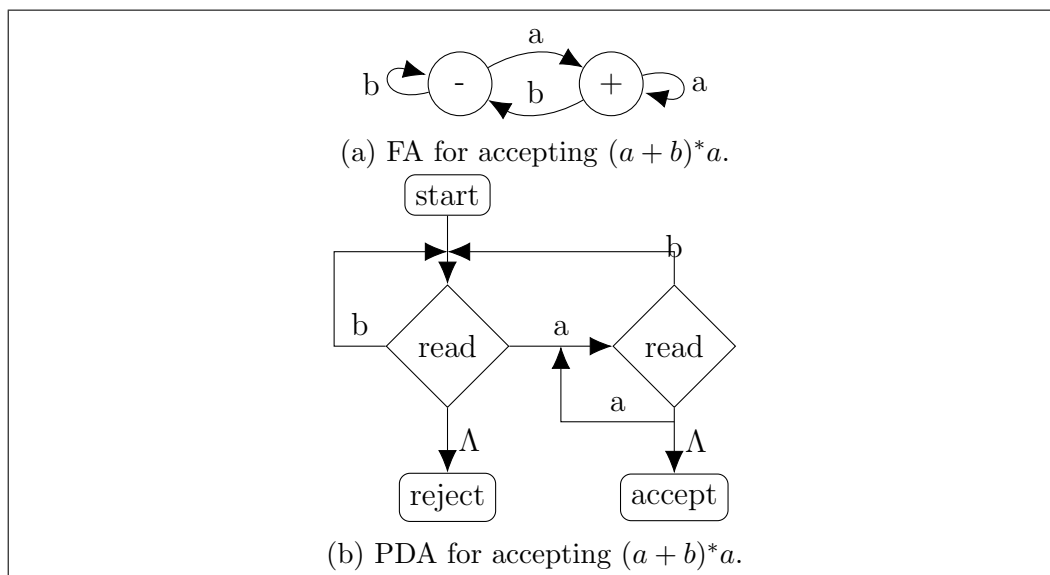 a
b - b + a
(a) FA for accepting (a + b)*a.
start
b
b read a read
a
Λ Λ
reject accept
(b) PDA for accepting (a + b)*a.